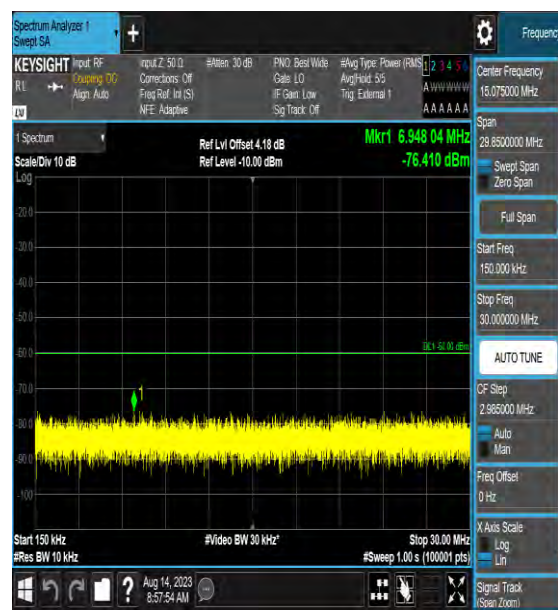 Spectrum Analyzer 1
Swept SA
Frequenc
KEYSIGHT
Input: RF
Coupling: DC
Align: Auto
Input Z: 50 Ω
Corrections: Off
Freq Ref: Int (S)
NFE: Adaptive
#Atten: 30 dB
PNO: Best Wide
Gate: LO
IF Gain: Low
Sig Track: Off
#Avg Type: Power (RMS
Avg|Hold: 5/5
Trig: External 1
1 2 3 4 5 6
A W W W W W
A A A A A A
1 Spectrum
Scale/Div 10 dB
Ref Lvl Offset 4.18 dB
Ref Level -10.00 dBm
Mkr1 6.948 04 MHz
-76.410 dBm
Log
-20.0
-30.0
-40.0
-50.0
-60.0
-70.0
-80.0
-90.0
-100
1
Start 150 kHz
#Res BW 10 kHz
#Video BW 30 kHz*
Stop 30.00 MHz
#Sweep 1.00 s (100001 pts)
Center Frequency
15.075000 MHz
Span
29.8500000 MHz
Swept Span
Zero Span
Full Span
Start Freq
150.000 kHz
Stop Freq
30.000000 MHz
AUTO TUNE
CF Step
2.985000 MHz
Auto
Man
Freq Offset
0 Hz
X Axis Scale
Log
Lin
Signal Track
(Span Zoom)
?
Aug 14, 2023
8:57:54 AM